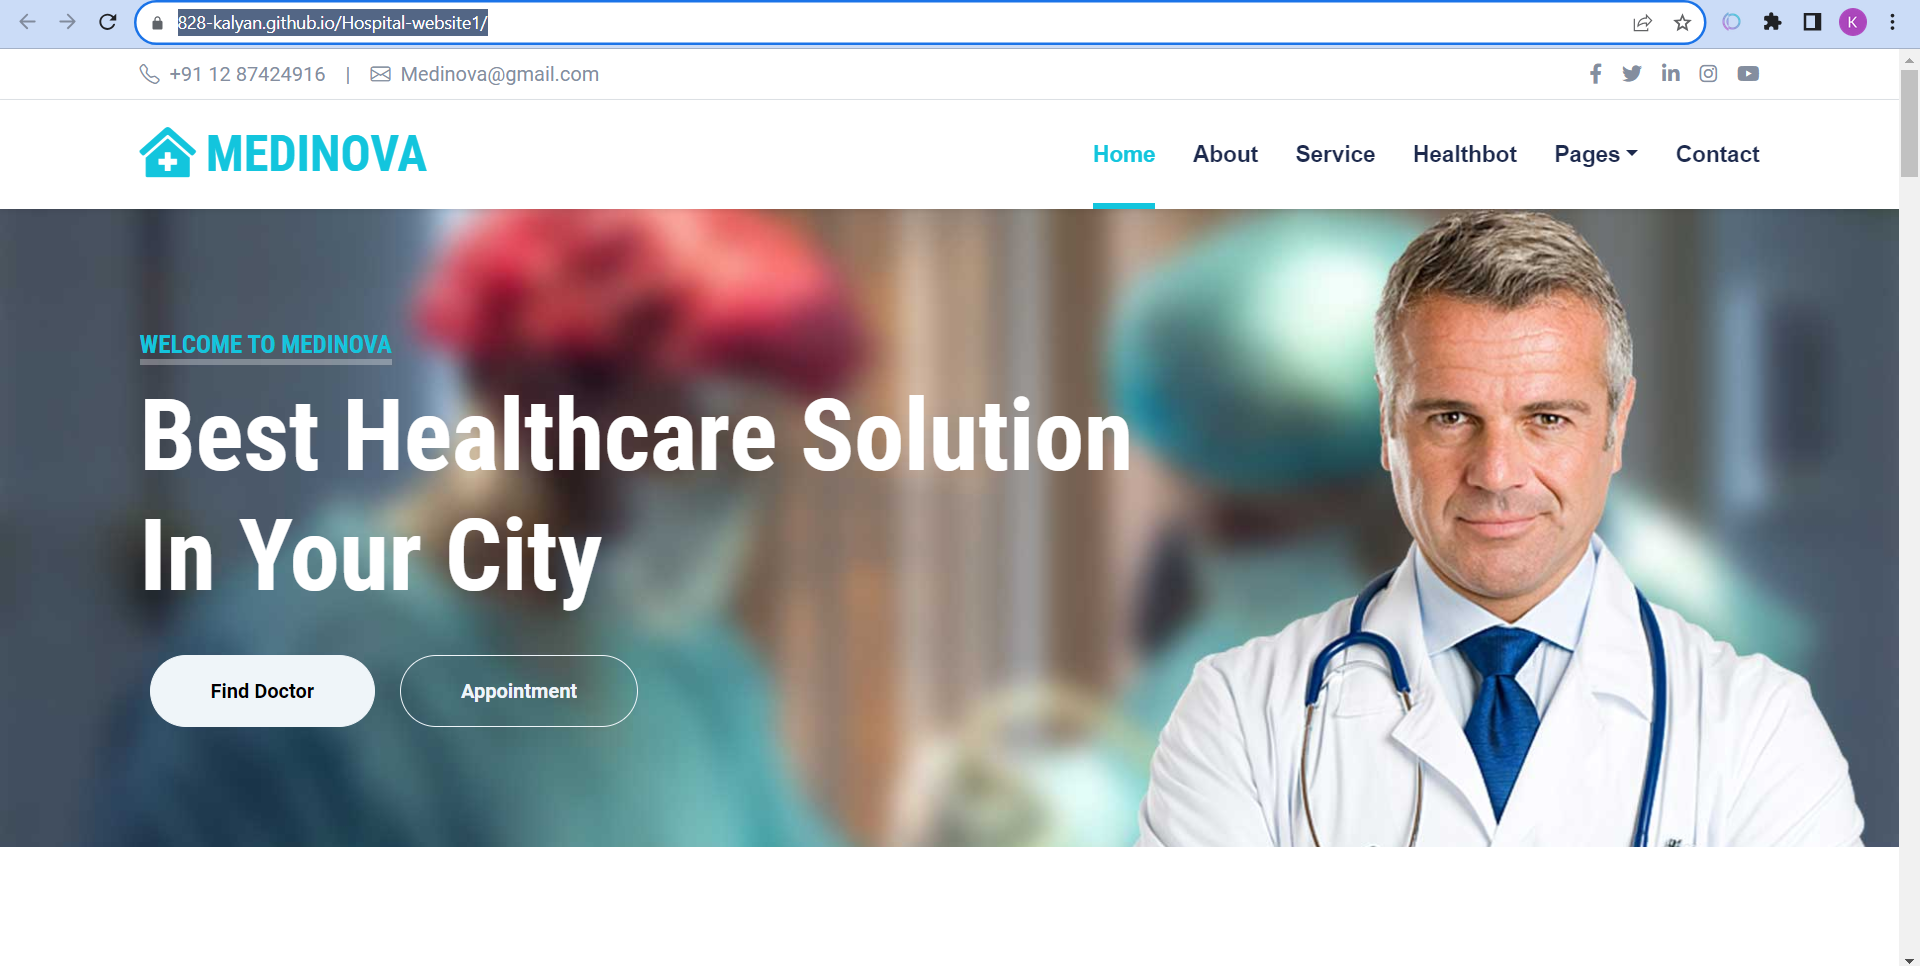 828-kalyan.github.io/Hospital-website1/
K
+91 12 87424916 | Medinova@gmail.com
MEDINOVA
Home About Service Healthbot Pages Contact
WELCOME TO MEDINOVA
Best Healthcare Solution
In Your City
Find Doctor Appointment